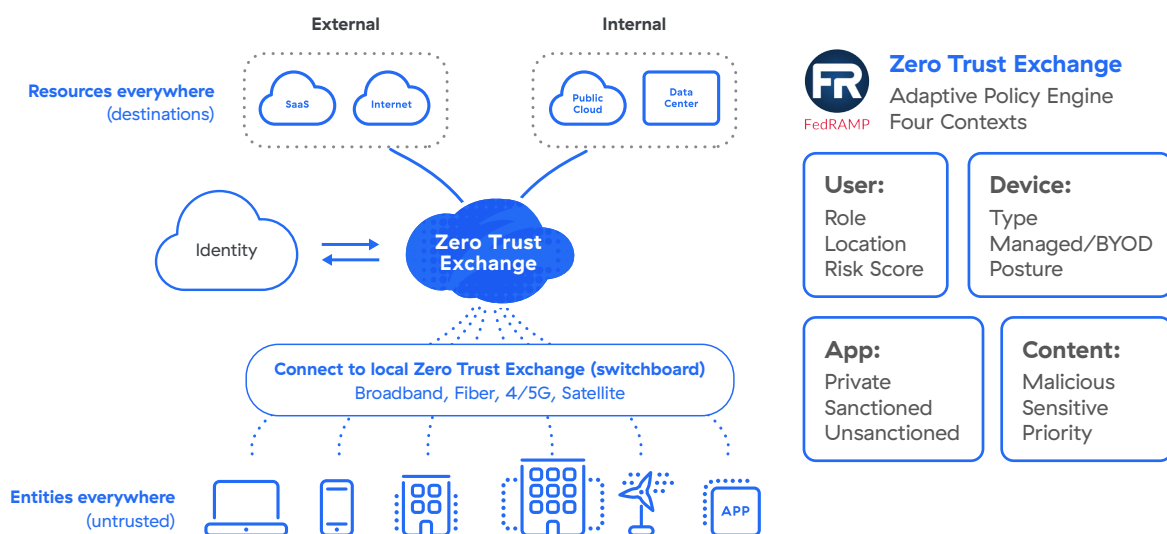 External
Internal
Resources everywhere
(destinations)
SaaS
Internet
Public
Cloud
Data
Center
Identity
Zero Trust
Exchange
Connect to local Zero Trust Exchange (switchboard)
Broadband, Fiber, 4/5G, Satellite
Entities everywhere
(untrusted)
APP
FR
FedRAMP
Zero Trust Exchange
Adaptive Policy Engine
Four Contexts
User:
Role
Location
Risk Score
Device:
Type
Managed/BYOD
Posture
App:
Private
Sanctioned
Unsanctioned
Content:
Malicious
Sensitive
Priority